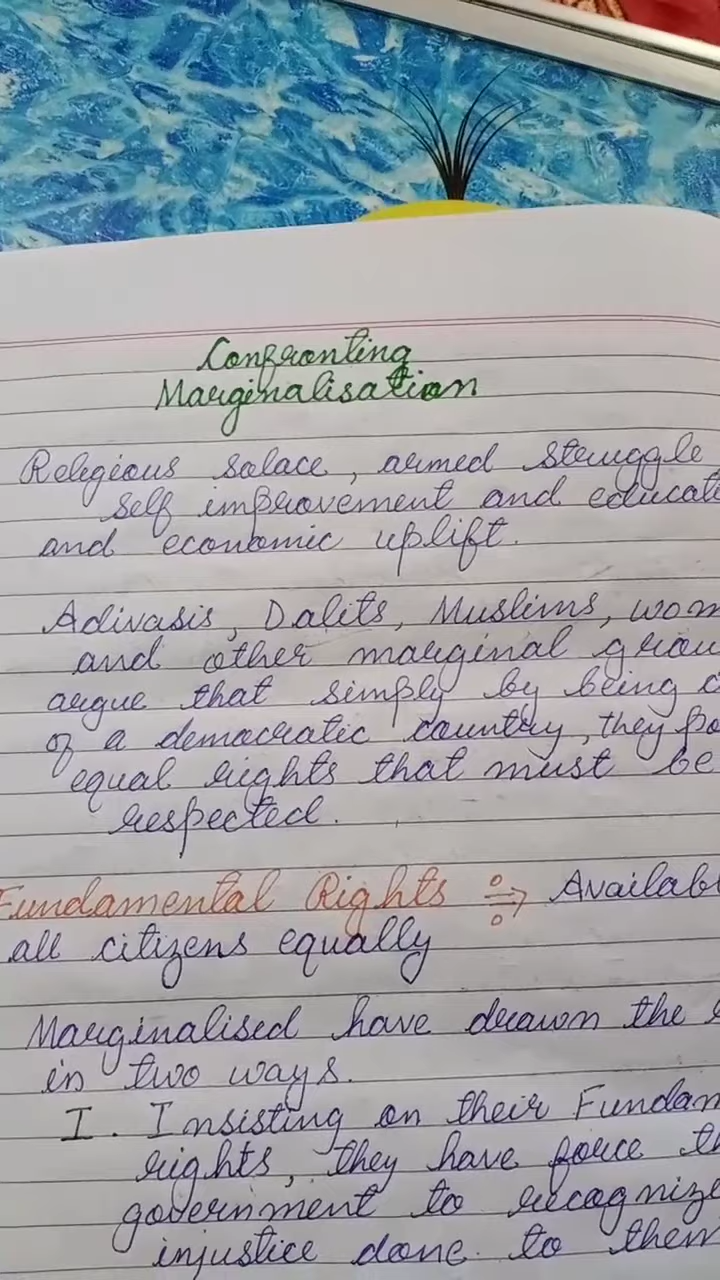 Confronting
Marginalisation
Religious solace, armed struggle
self improvement and educati
and economic uplift.
Adivasis, Dalits, Muslims, wom
and other marginal grou
argue that simply by being c
of a democratic country, they po
equal rights that must be
respected.
Fundamental Rights ÷> Availab
all citizens equally
Marginalised have drawn the
in two ways.
I. Insisting on their Fundam
rights, they have force th
government to recognize
injustice done to them